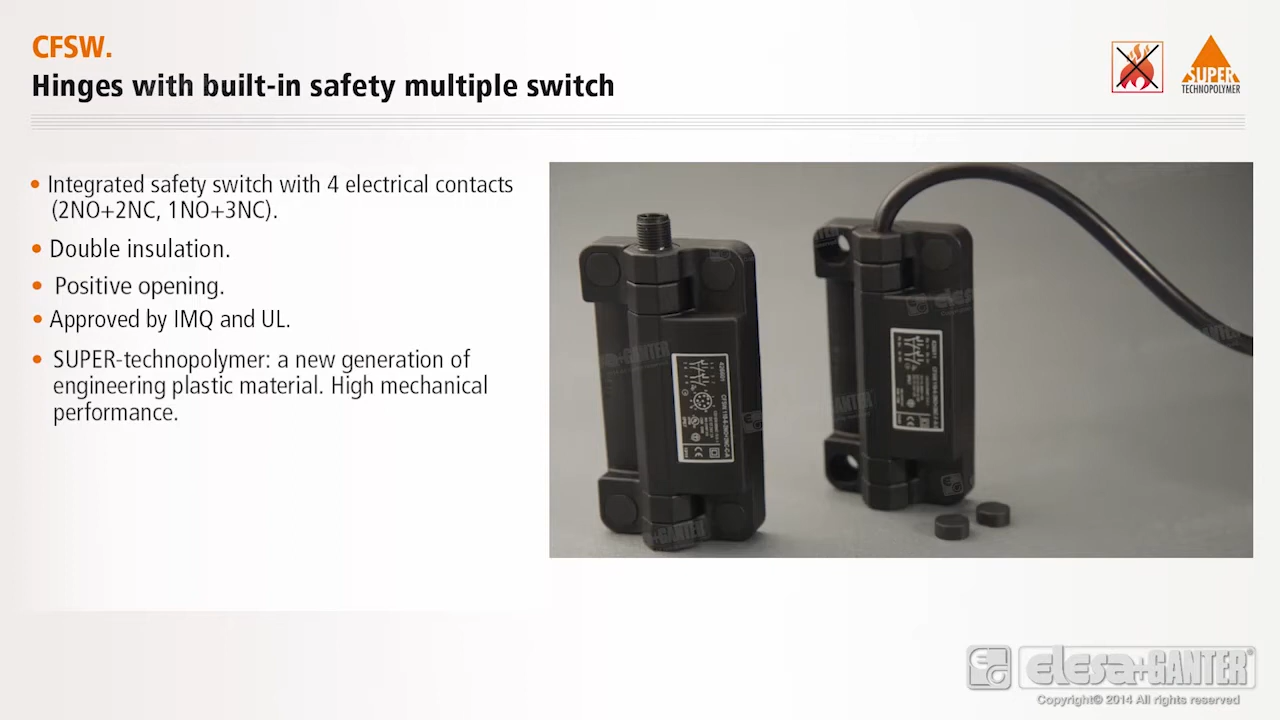 CFSW.
Hinges with built-in safety multiple switch
SUPER
TECHNOPOLYMER
• Integrated safety switch with 4 electrical contacts
(2NO+2NC, 1NO+3NC).
• Double insulation.
• Positive opening.
• Approved by IMQ and UL.
• SUPER-technopolymer: a new generation of
engineering plastic material. High mechanical
performance.
elesa+GANTER®
Copyright© 2014 All rights reserved